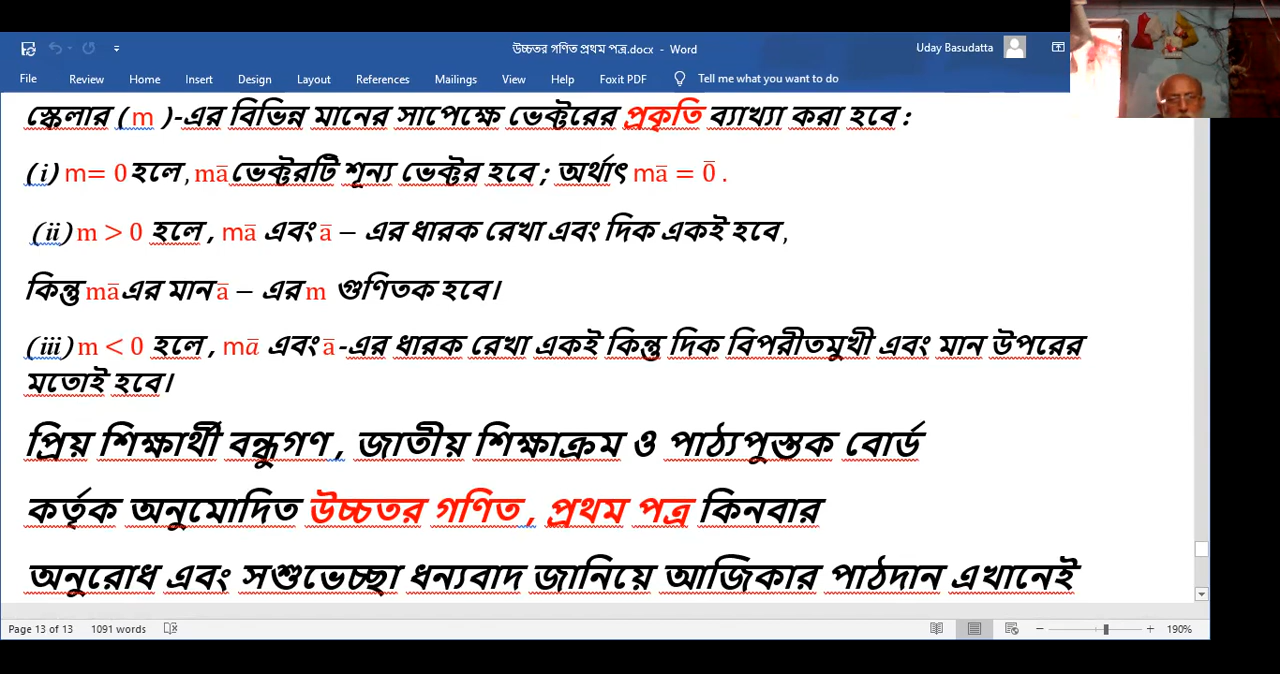 উচ্চতর গণিত প্রথম পত্র.docx - Word
Uday Basudatta
File Review Home Insert Design Layout References Mailings View Help Foxit PDF Tell me what you want to do
স্কেলার ( m )-এর বিভিন্ন মানের সাপেক্ষে ভেক্টরের প্রকৃতি ব্যাখ্যা করা হবে :
(i) m= 0 হলে , mā ভেক্টরটি শূন্য ভেক্টর হবে ; অর্থাৎ mā = 0̄ .
(ii) m > 0 হলে , mā এবং ā – এর ধারক রেখা এবং দিক একই হবে ,
কিন্তু mā এর মান ā – এর m গুণিতক হবে।
(iii) m < 0 হলে , mā এবং ā-এর ধারক রেখা একই কিন্তু দিক বিপরীতমুখী এবং মান উপরের
মতোই হবে।
প্রিয় শিক্ষার্থী বন্ধুগণ , জাতীয় শিক্ষাক্রম ও পাঠ্যপুস্তক বোর্ড
কর্তৃক অনুমোদিত উচ্চতর গণিত , প্রথম পত্র কিনবার
অনুরোধ এবং সশুভেচ্ছা ধন্যবাদ জানিয়ে আজিকার পাঠদান এখানেই
Page 13 of 13 1091 words 190%